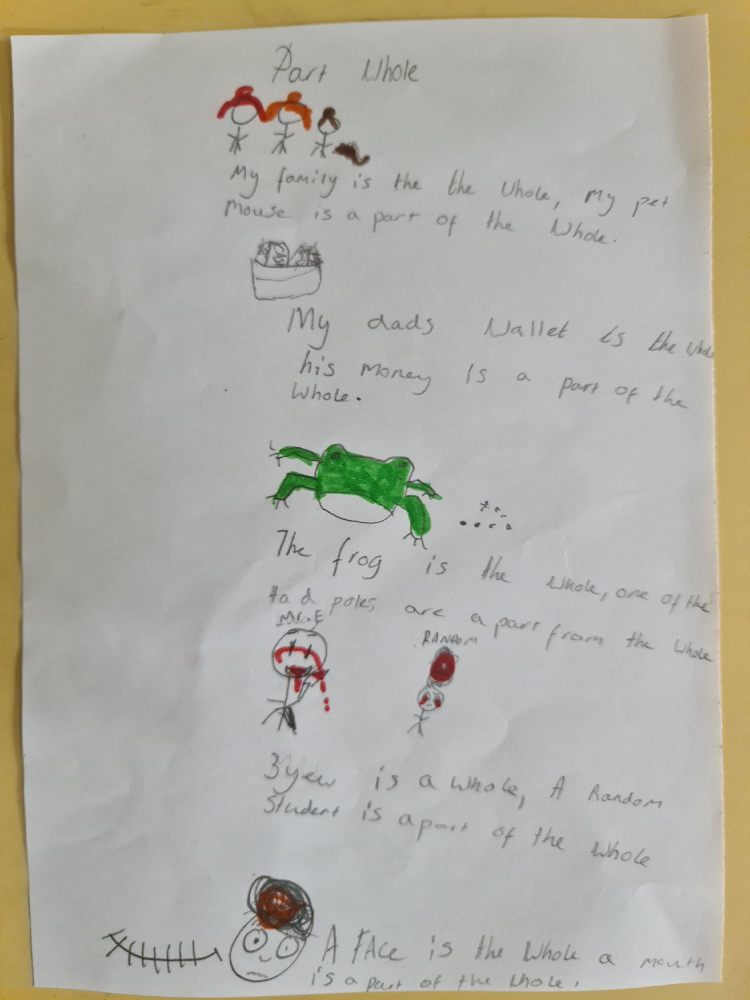 Part Whole
My family is the the whole, My pet
Mouse is a part of the Whole.
My dads Wallet is the whole
his money is a part of the
Whole.
The frog is the whole, one of the
tad poles are a part from the whole
Mr. E
RANDOM
3yew is a whole, A Random
Student is a part of the Whole
A FAce is the Whole a mouth
is a part of the whole.